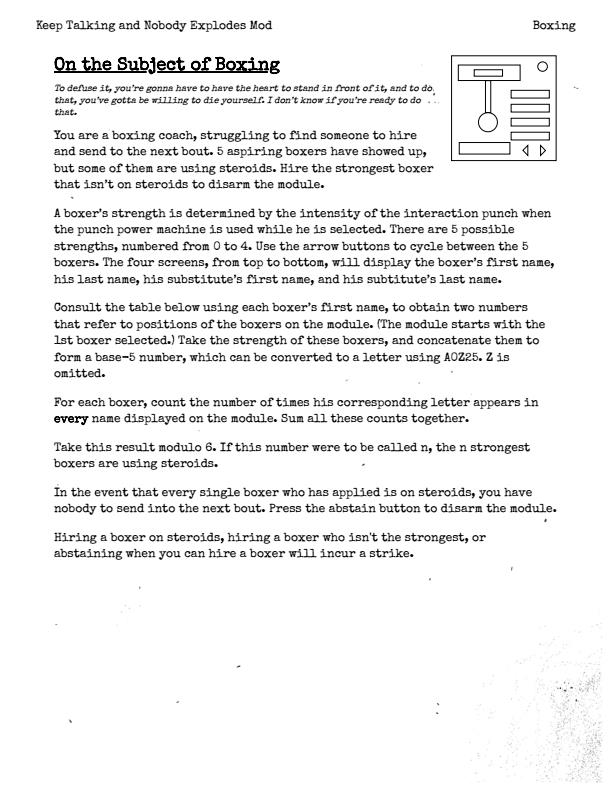 Keep Talking and Nobody Explodes Mod
Boxing
On the Subject of Boxing
To defuse it, you're gonna have to have the heart to stand in front of it, and to do
that, you've gotta be willing to die yourself. I don't know if you're ready to do
that.
You are a boxing coach, struggling to find someone to hire
and send to the next bout. 5 aspiring boxers have showed up,
but some of them are using steroids. Hire the strongest boxer
that isn't on steroids to disarm the module.
A boxer's strength is determined by the intensity of the interaction punch when
the punch power machine is used while he is selected. There are 5 possible
strengths, numbered from 0 to 4. Use the arrow buttons to cycle between the 5
boxers. The four screens, from top to bottom, will display the boxer's first name,
his last name, his substitute's first name, and his subtitute's last name.
Consult the table below using each boxer's first name, to obtain two numbers
that refer to positions of the boxers on the module. (The module starts with the
1st boxer selected.) Take the strength of these boxers, and concatenate them to
form a base-5 number, which can be converted to a letter using A0Z25. Z is
omitted.
For each boxer, count the number of times his corresponding letter appears in
every name displayed on the module. Sum all these counts together.
Take this result modulo 6. If this number were to be called n, the n strongest
boxers are using steroids.
In the event that every single boxer who has applied is on steroids, you have
nobody to send into the next bout. Press the abstain button to disarm the module.
Hiring a boxer on steroids, hiring a boxer who isn't the strongest, or
abstaining when you can hire a boxer will incur a strike.